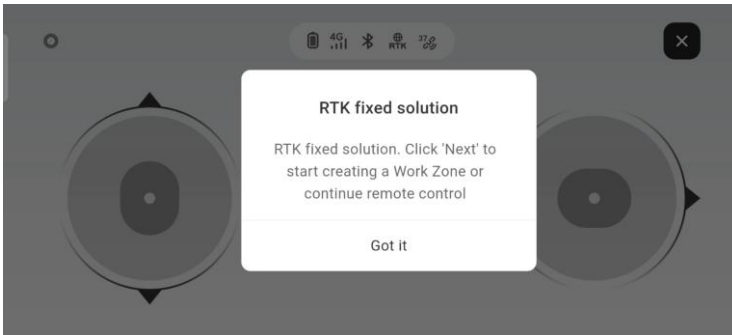 4G
RTK
37
RTK fixed solution
RTK fixed solution. Click 'Next' to
start creating a Work Zone or
continue remote control
Got it